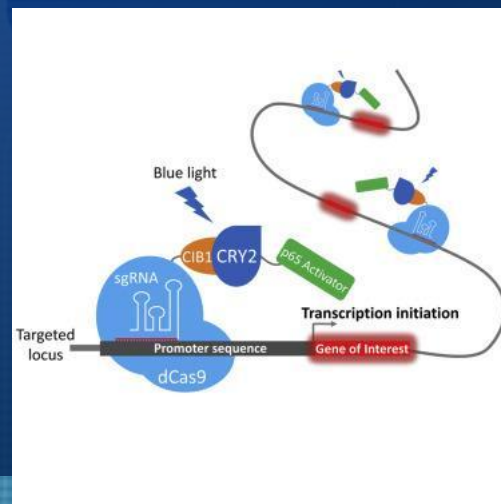 Blue light
CIB1 CRY2
p65 Activator
sgRNA
Transcription initiation
Targeted
locus
Promoter sequence
Gene of Interest
dCas9